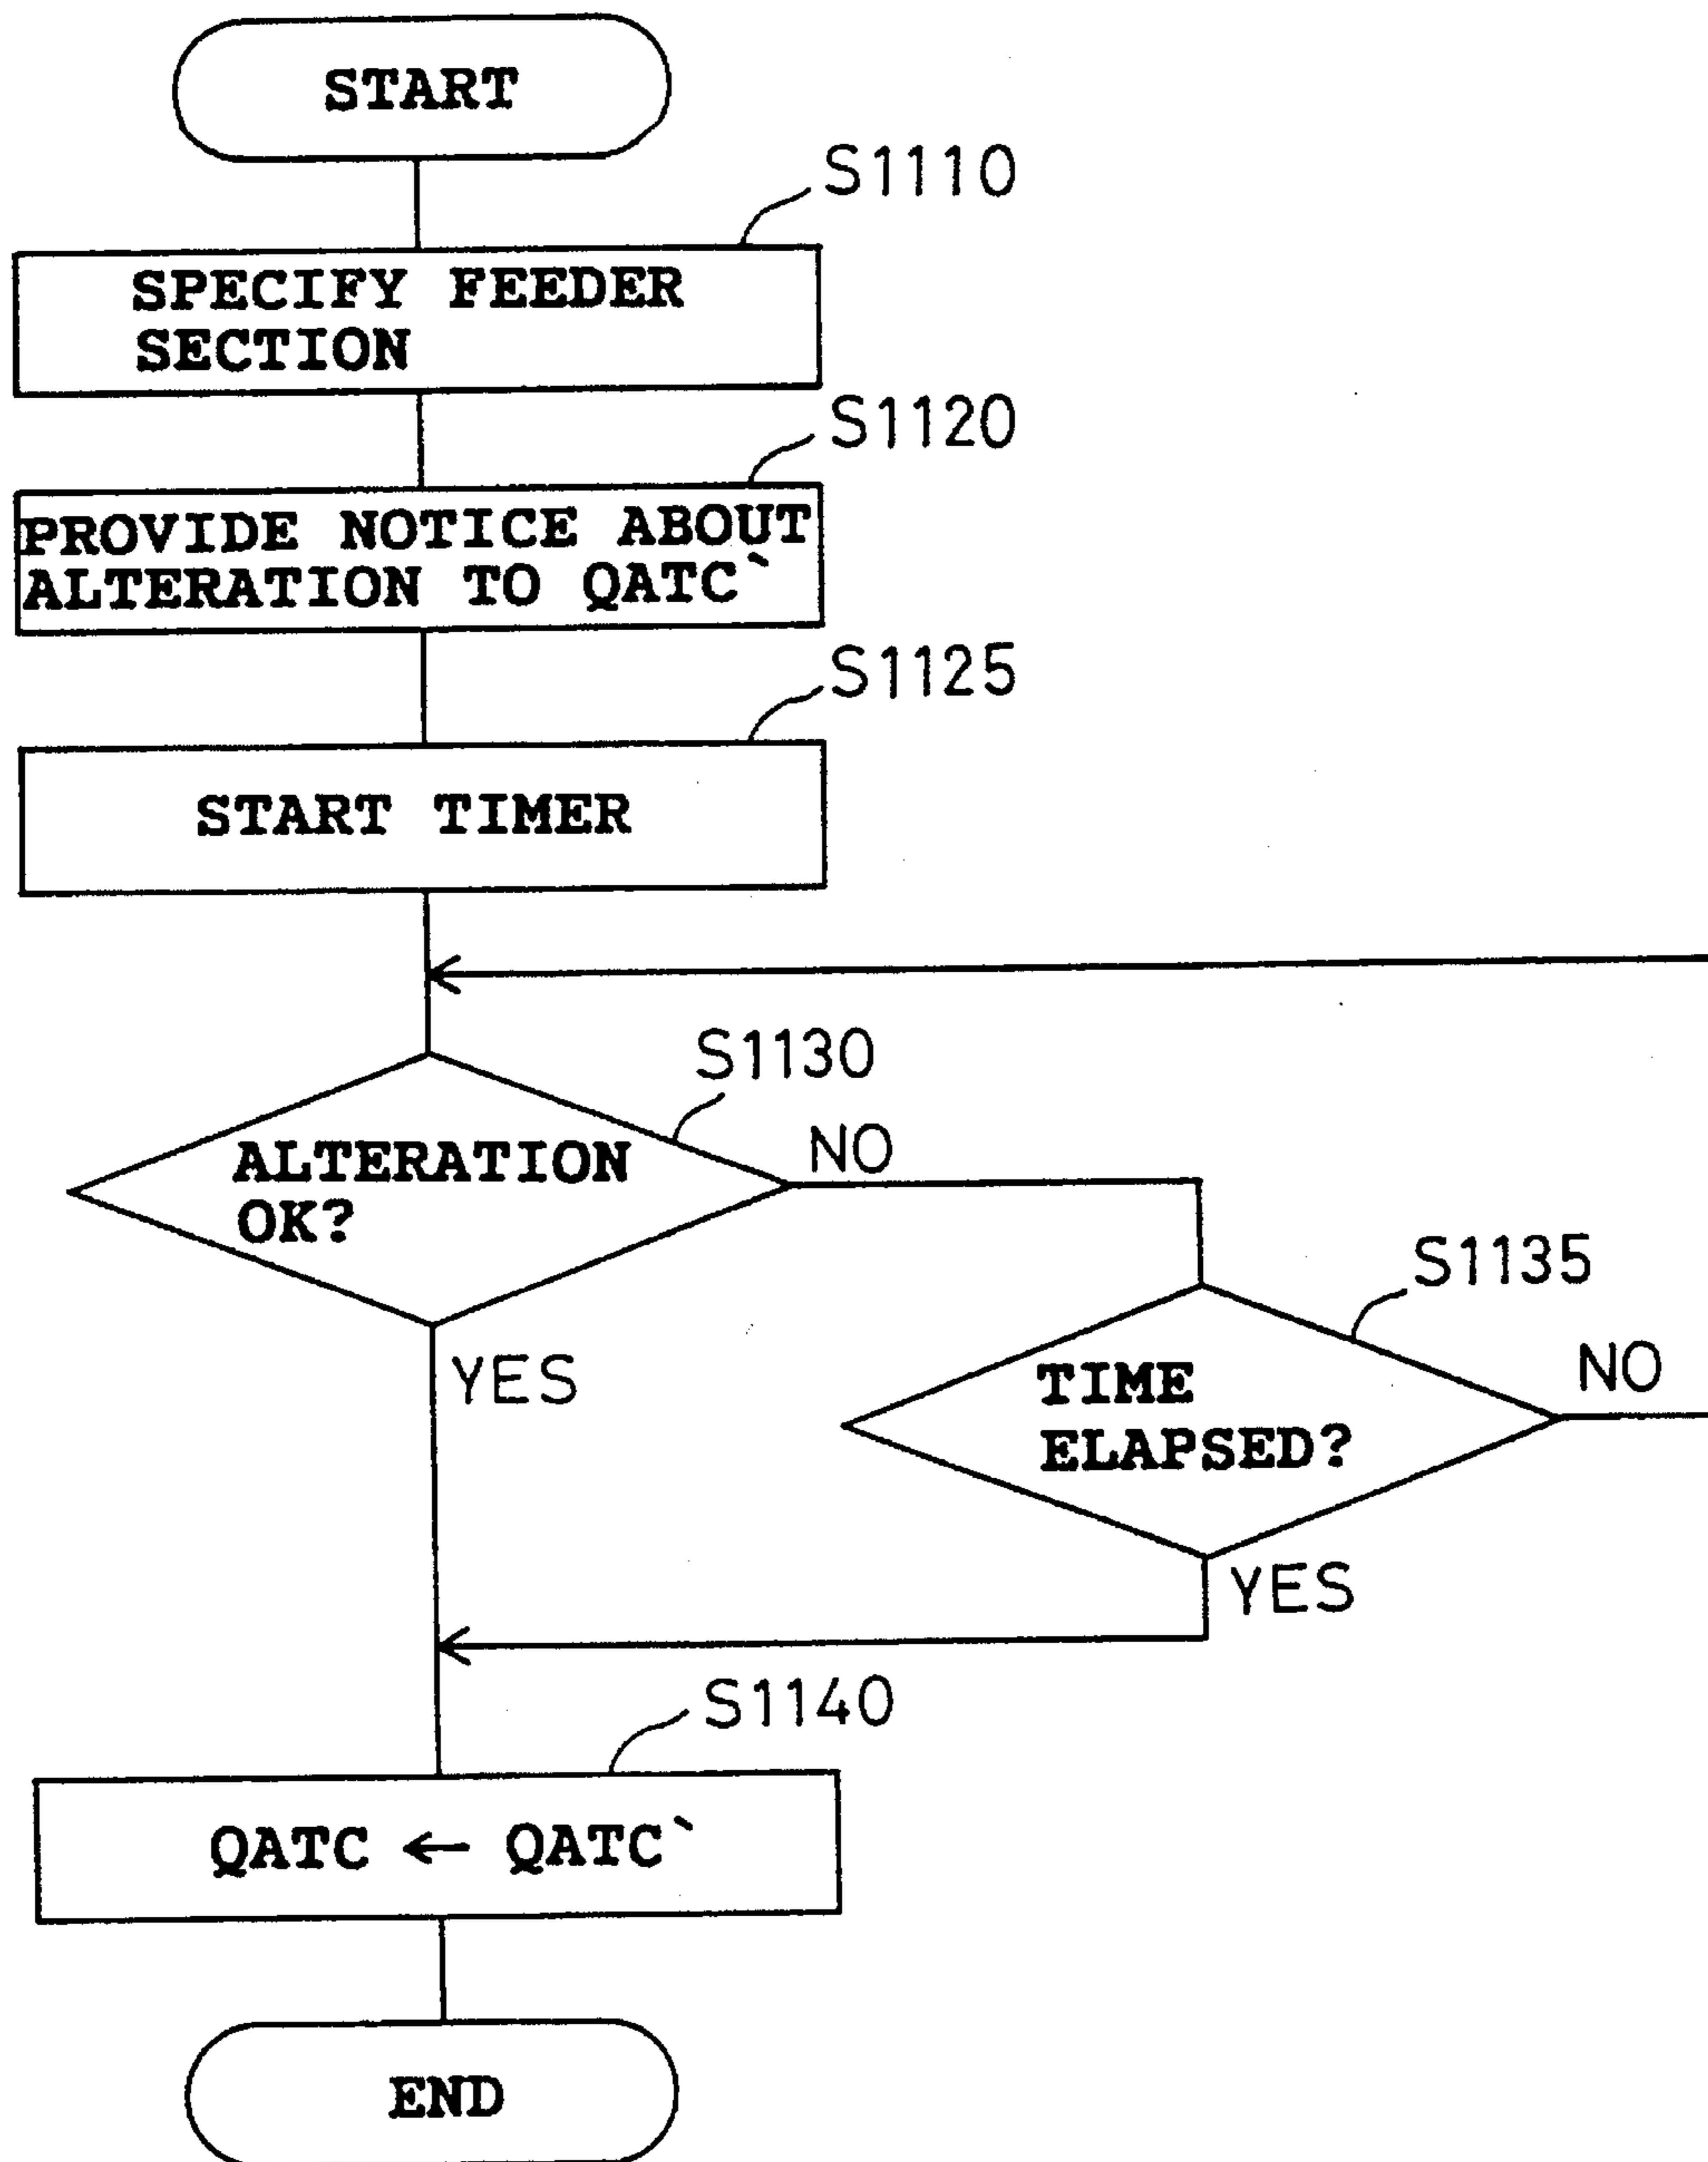 START
S1110
SPECIFY FEEDER
SECTION
S1120
PROVIDE NOTICE ABOUT
ALTERATION TO QATC`
S1125
START TIMER
S1130
ALTERATION
OK?
NO
S1135
TIME
ELAPSED?
NO
YES
YES
S1140
QATC ← QATC`
END